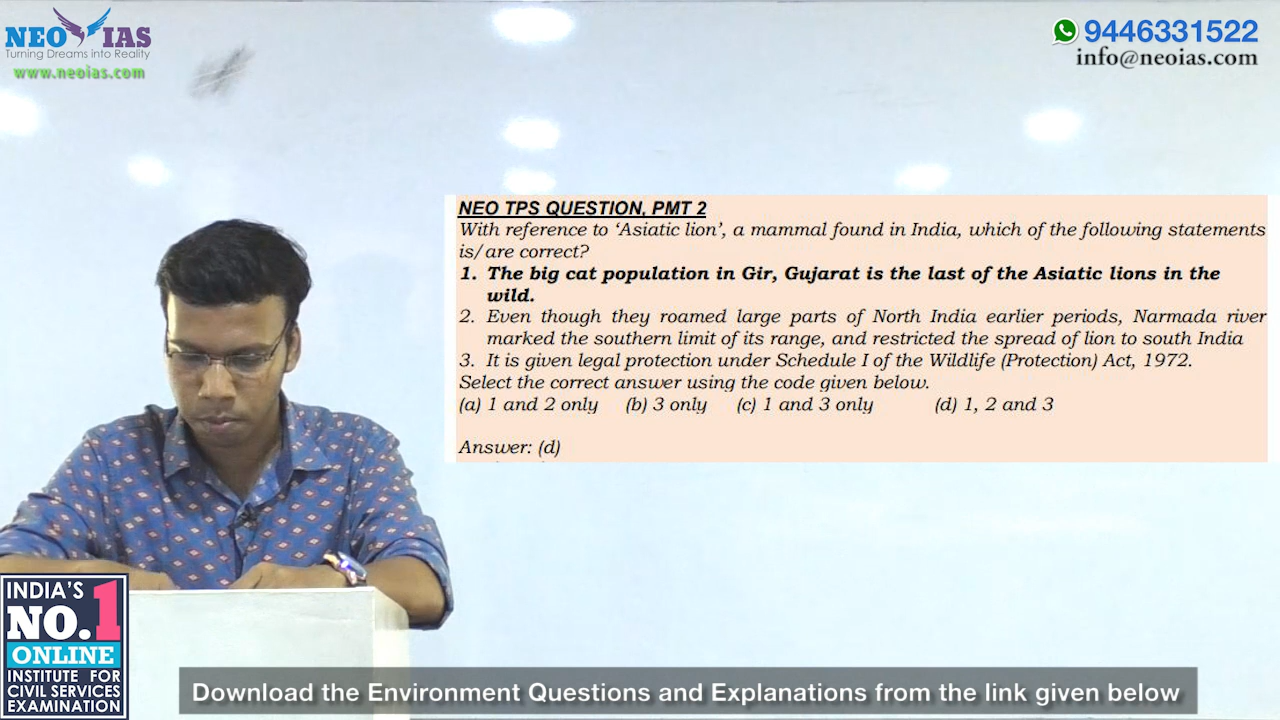 NEO IAS
Turning Dreams into Reality
www.neoias.com
9446331522
info@neoias.com
NEO TPS QUESTION, PMT 2
With reference to ‘Asiatic lion’, a mammal found in India, which of the following statements
is/are correct?
1. The big cat population in Gir, Gujarat is the last of the Asiatic lions in the
wild.
2. Even though they roamed large parts of North India earlier periods, Narmada river
marked the southern limit of its range, and restricted the spread of lion to south India
3. It is given legal protection under Schedule I of the Wildlife (Protection) Act, 1972.
Select the correct answer using the code given below.
(a) 1 and 2 only (b) 3 only (c) 1 and 3 only (d) 1, 2 and 3
Answer: (d)
INDIA'S
NO.1
ONLINE
INSTITUTE FOR
CIVIL SERVICES
EXAMINATION
Download the Environment Questions and Explanations from the link given below